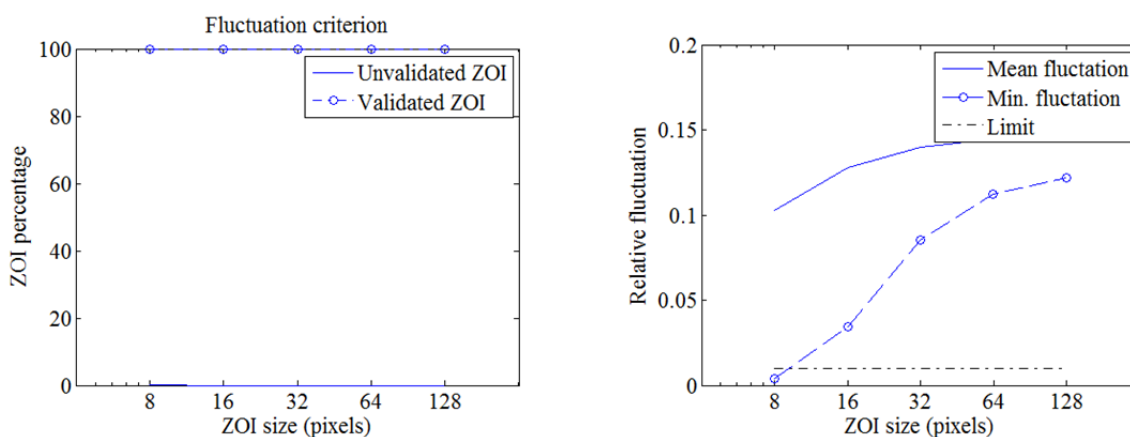 Fluctuation criterion
100
80
60
40
20
0
ZOI percentage
Unvalidated ZOI
Validated ZOI
8 16 32 64 128
ZOI size (pixels)
0.2
0.15
0.1
0.05
0
Relative fluctuation
Mean fluctation
Min. fluctation
Limit
8 16 32 64 128
ZOI size (pixels)